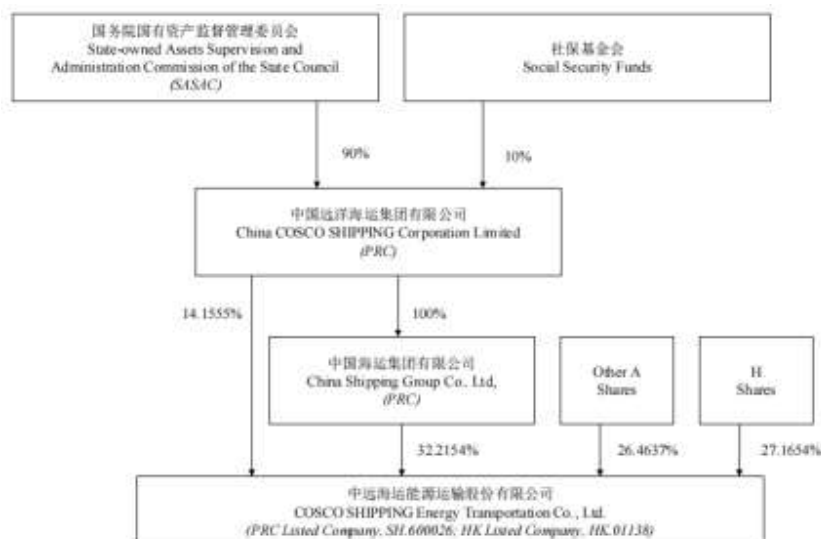 国务院国有资产监督管理委员会
State-owned Assets Supervision and
Administration Commission of the State Council
(SASAC)
社保基金会
Social Security Funds
90%
10%
中国远洋海运集团有限公司
China COSCO SHIPPING Corporation Limited
(PRC)
14.1555%
100%
中国海运集团有限公司
China Shipping Group Co., Ltd,
(PRC)
Other A
Shares
H
Shares
32.2154%
26.4637%
27.1654%
中远海运能源运输股份有限公司
COSCO SHIPPING Energy Transportation Co., Ltd.
(PRC Listed Company, SH.600026; HK Listed Company, HK.01138)